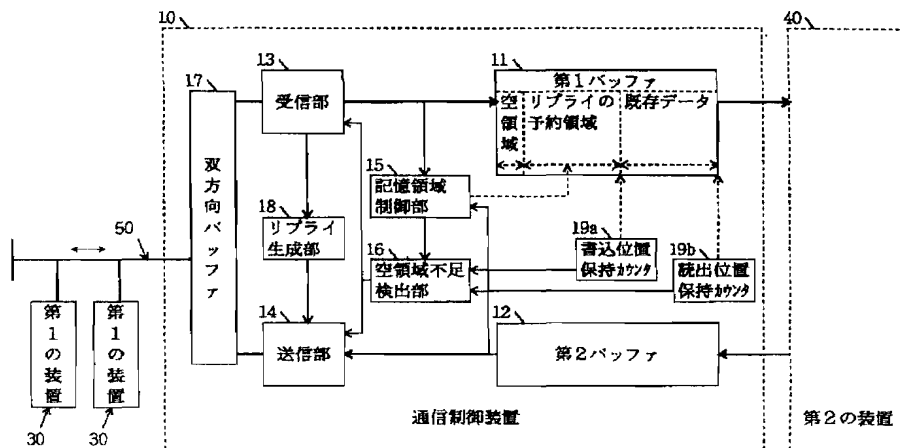 10
40
17
13
11
受信部
第1バッファ
空領域
リプライの
予約領域
既存データ
双方向バッファ
15
記憶領域
制御部
18
リプライ
生成部
50
16
空領域不足
検出部
19a
書込位置
保持カウンタ
19b
読出位置
保持カウンタ
14
送信部
12
第2バッファ
第1の装置
第1の装置
30
30
通信制御装置
第2の装置